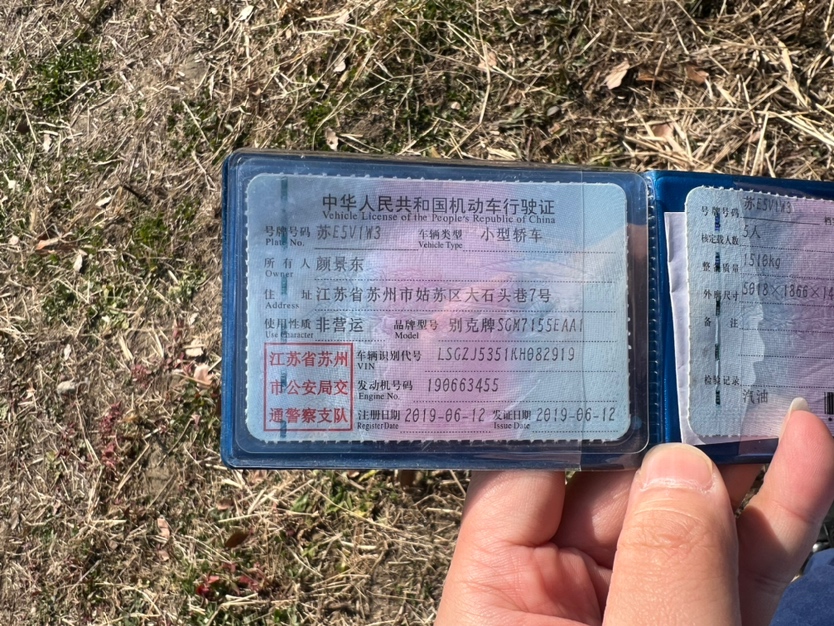 中华人民共和国机动车行驶证
Vehicle License of the People's Republic of China
号牌号码 苏E5V1W3 车辆类型 小型轿车
Plate No. Vehicle Type
所有人 颜景东
Owner
住址 江苏省苏州市姑苏区大石头巷7号
Address
使用性质 非营运 品牌型号 别克牌SGM7155EAA1
Use Character Model
江苏省苏州
市公安局交
通警察支队
车辆识别代号 LSGZJ5351KH082919
VIN
发动机号码 190663455
Engine No.
注册日期 2019-06-12 发证日期 2019-06-12
Register Date Issue Date
号牌号码 苏E5V1W3
核定载人数 5人
整备质量 1510kg
外廓尺寸 5018×1866×14
备注
检验记录
汽油